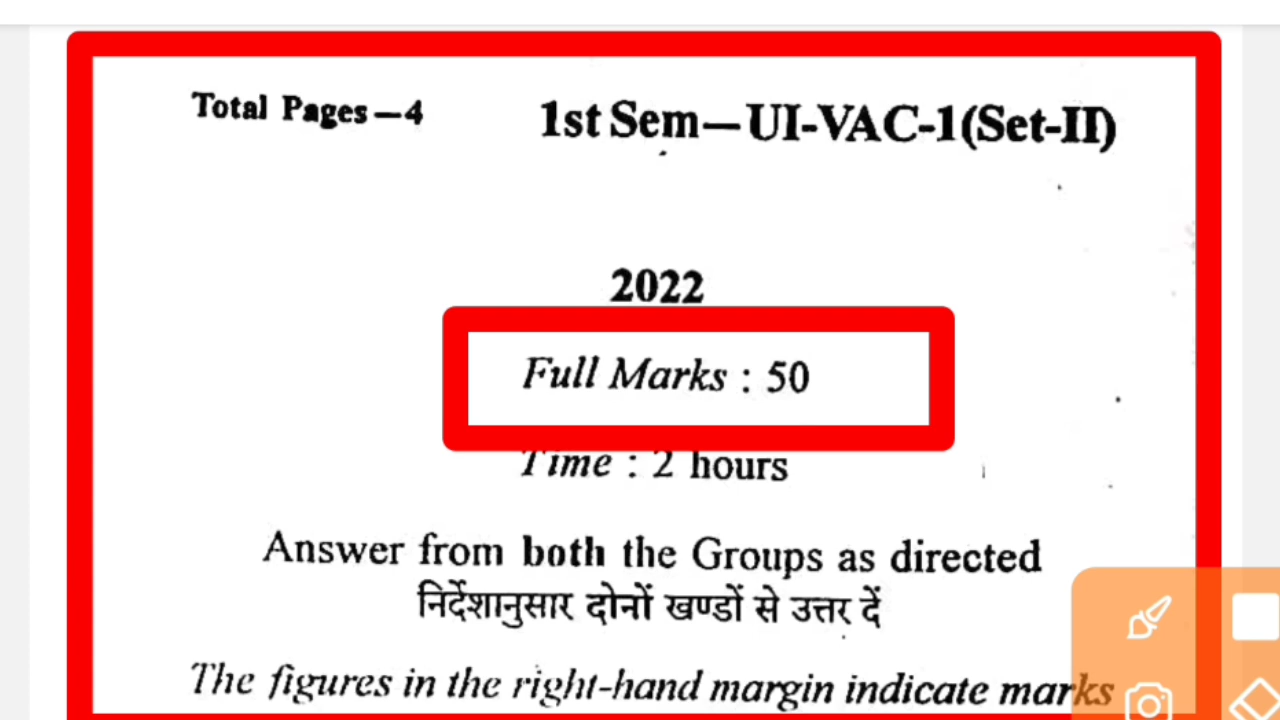 Total Pages—4
1st Sem—UI-VAC-1(Set-II)
2022
Full Marks : 50
Time : 2 hours
Answer from both the Groups as directed
निर्देशानुसार दोनों खण्डों से उत्तर दें
The figures in the right-hand margin indicate marks